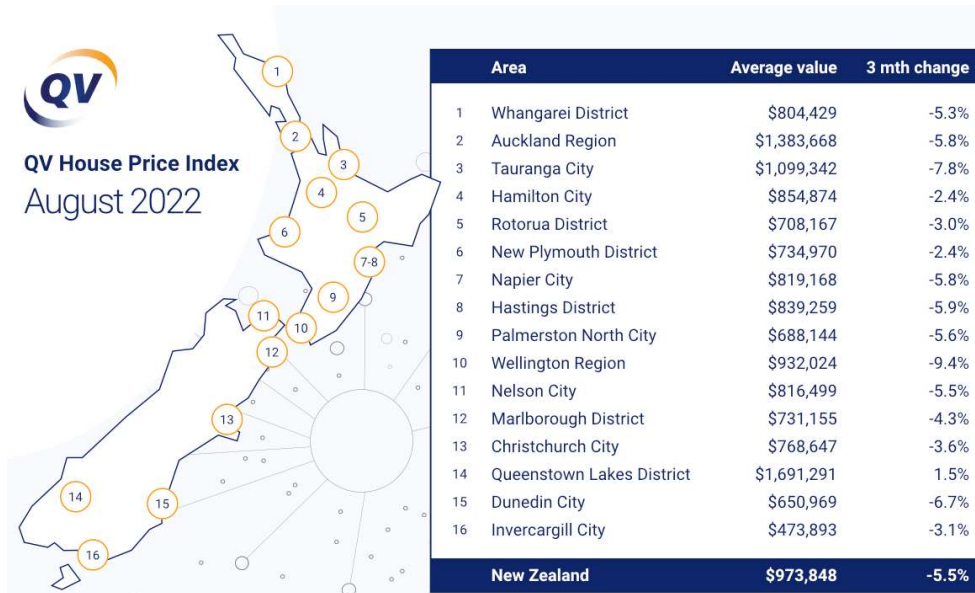 QV
QV House Price Index
August 2022
1
2
3
4
5
6
7-8
9
10
11
12
13
14
15
16
Area Average value 3 mth change
1 Whangarei District $804,429 -5.3%
2 Auckland Region $1,383,668 -5.8%
3 Tauranga City $1,099,342 -7.8%
4 Hamilton City $854,874 -2.4%
5 Rotorua District $708,167 -3.0%
6 New Plymouth District $734,970 -2.4%
7 Napier City $819,168 -5.8%
8 Hastings District $839,259 -5.9%
9 Palmerston North City $688,144 -5.6%
10 Wellington Region $932,024 -9.4%
11 Nelson City $816,499 -5.5%
12 Marlborough District $731,155 -4.3%
13 Christchurch City $768,647 -3.6%
14 Queenstown Lakes District $1,691,291 1.5%
15 Dunedin City $650,969 -6.7%
16 Invercargill City $473,893 -3.1%
New Zealand $973,848 -5.5%